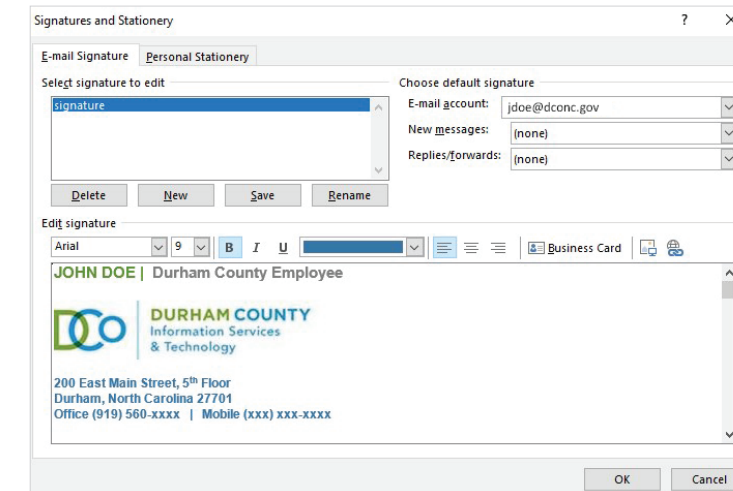 Signatures and Stationery ?
E-mail Signature Personal Stationery
Select signature to edit
signature
Delete New Save Rename
Choose default signature
E-mail account: jdoe@dconc.gov
New messages: (none)
Replies/forwards: (none)
Edit signature
Arial 9 B I U Business Card
JOHN DOE | Durham County Employee
DCO
DURHAM COUNTY
Information Services
& Technology
200 East Main Street, 5th Floor
Durham, North Carolina 27701
Office (919) 560-xxxx | Mobile (xxx) xxx-xxxx
OK Cancel